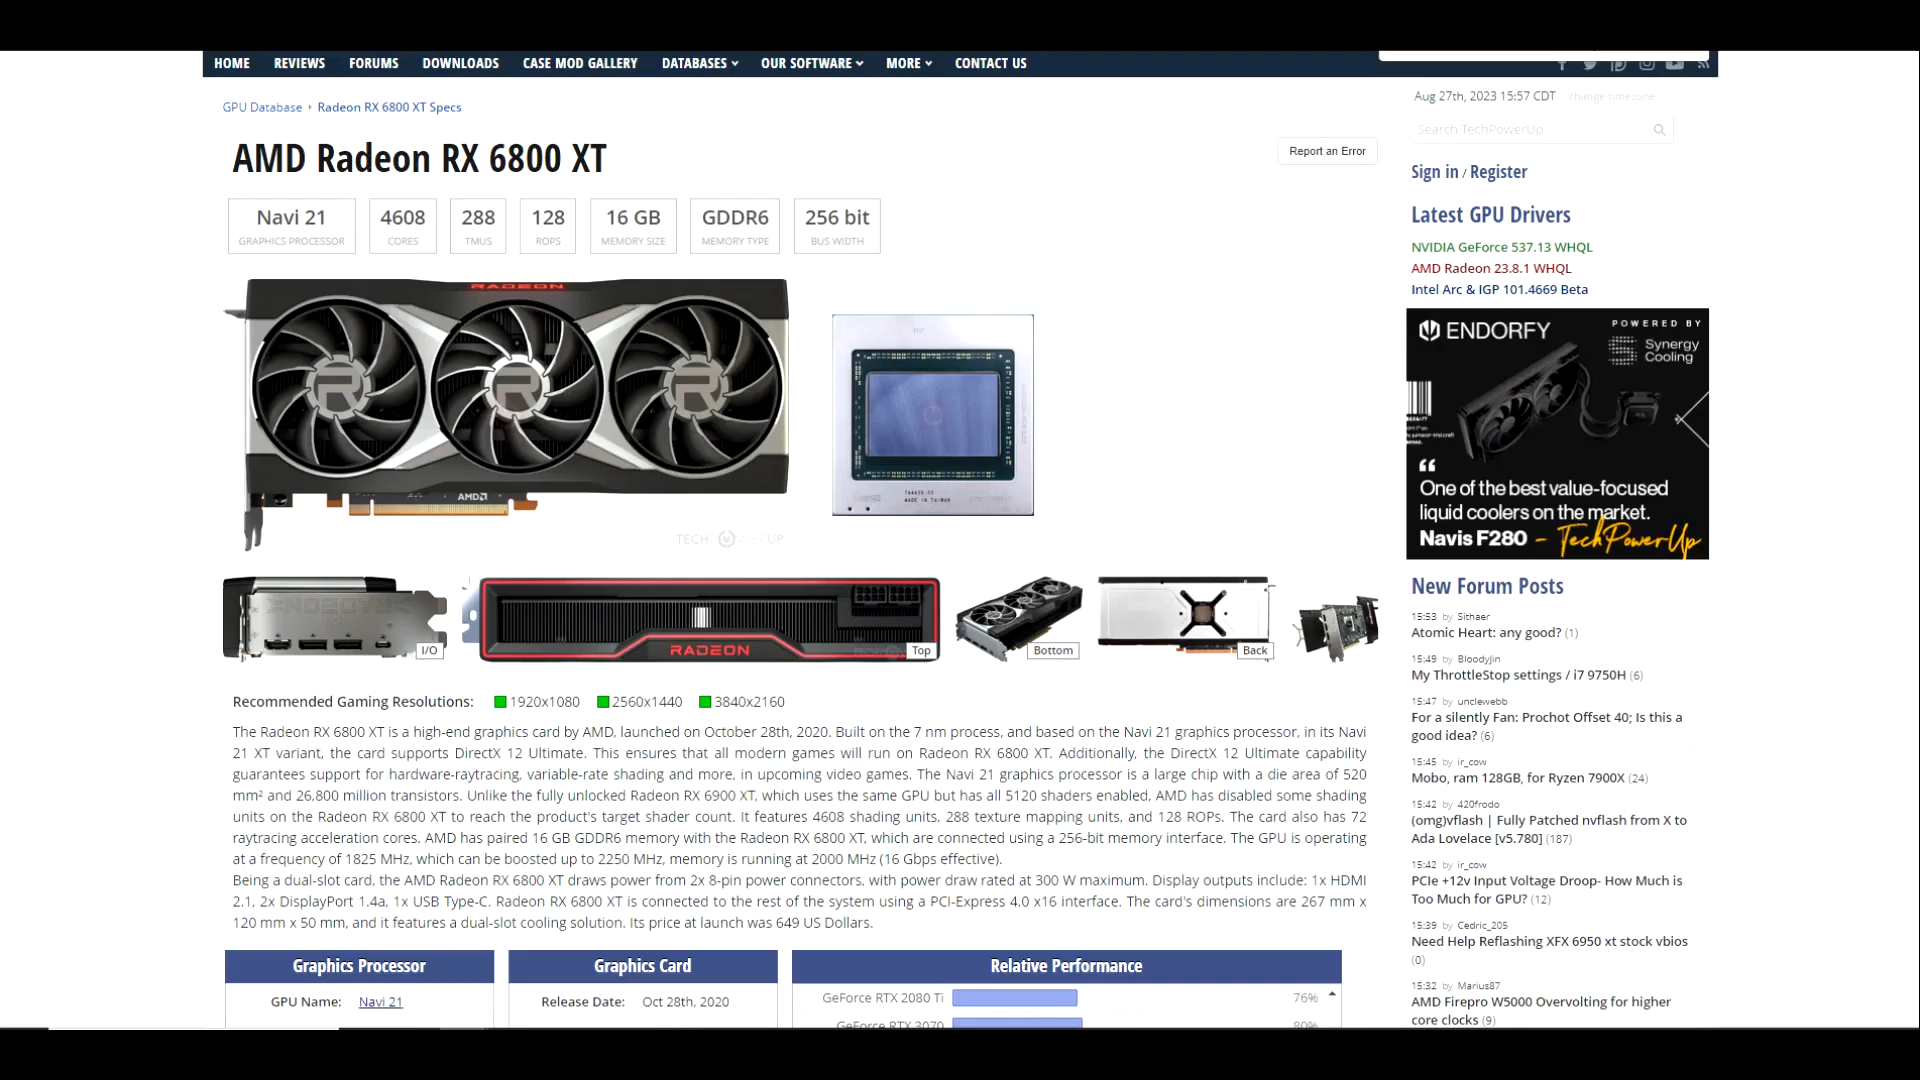 HOME REVIEWS FORUMS DOWNLOADS CASE MOD GALLERY DATABASES OUR SOFTWARE MORE CONTACT US
GPU Database Radeon RX 6800 XT Specs
AMD Radeon RX 6800 XT
Report an Error
Navi 21 4608 288 128 16 GB GDDR6 256 bit
GRAPHICS PROCESSOR CORES TMUS ROPS MEMORY SIZE MEMORY TYPE BUS WIDTH
RADEON
AMD
MADE IN TAIWAN
TECHPOWERUP
I/O
RADEON
Top
Bottom
Back
Recommended Gaming Resolutions: 1920x1080 2560x1440 3840x2160
The Radeon RX 6800 XT is a high-end graphics card by AMD, launched on October 28th, 2020. Built on the 7 nm process, and based on the Navi 21 graphics processor, in its Navi
21 XT variant, the card supports DirectX 12 Ultimate. This ensures that all modern games will run on Radeon RX 6800 XT. Additionally, the DirectX 12 Ultimate capability
guarantees support for hardware-raytracing, variable-rate shading and more, in upcoming video games. The Navi 21 graphics processor is a large chip with a die area of 520
mm² and 26,800 million transistors. Unlike the fully unlocked Radeon RX 6900 XT, which uses the same GPU but has all 5120 shaders enabled, AMD has disabled some shading
units on the Radeon RX 6800 XT to reach the product's target shader count. It features 4608 shading units, 288 texture mapping units, and 128 ROPs. The card also has 72
raytracing acceleration cores. AMD has paired 16 GB GDDR6 memory with the Radeon RX 6800 XT, which are connected using a 256-bit memory interface. The GPU is operating
at a frequency of 1825 MHz, which can be boosted up to 2250 MHz, memory is running at 2000 MHz (16 Gbps effective).
Being a dual-slot card, the AMD Radeon RX 6800 XT draws power from 2x 8-pin power connectors, with power draw rated at 300 W maximum. Display outputs include: 1x HDMI
2.1, 2x DisplayPort 1.4a, 1x USB Type-C. Radeon RX 6800 XT is connected to the rest of the system using a PCI-Express 4.0 x16 interface. The card's dimensions are 267 mm x
120 mm x 50 mm, and it features a dual-slot cooling solution. Its price at launch was 649 US Dollars.
Graphics Processor
GPU Name: Navi 21
Graphics Card
Release Date: Oct 28th, 2020
Relative Performance
GeForce RTX 2080 Ti 76%
GeForce RTX 3070 80%
Aug 27th, 2023 15:57 CDT change timezone
Search TechPowerUp
Sign in / Register
Latest GPU Drivers
NVIDIA GeForce 537.13 WHQL
AMD Radeon 23.8.1 WHQL
Intel Arc & IGP 101.4669 Beta
ENDORFY
POWERED BY
Synergy
Cooling
“
One of the best value-focused
liquid coolers on the market.
Navis F280 – TechPowerUp
New Forum Posts
15:53 by Sithaer
Atomic Heart: any good? (1)
15:49 by BloodyJin
My ThrottleStop settings / i7 9750H (6)
15:47 by unclewebb
For a silently Fan: Prochot Offset 40; Is this a
good idea? (6)
15:45 by ir_cow
Mobo, ram 128GB, for Ryzen 7900X (24)
15:42 by 420frodo
(omg)vflash | Fully Patched nvflash from X to
Ada Lovelace [v5.780] (187)
15:42 by ir_cow
PCIe +12v Input Voltage Droop- How Much is
Too Much for GPU? (12)
15:39 by Cedric_205
Need Help Reflashing XFX 6950 xt stock vbios
(0)
15:32 by Marius87
AMD Firepro W5000 Overvolting for higher
core clocks (9)